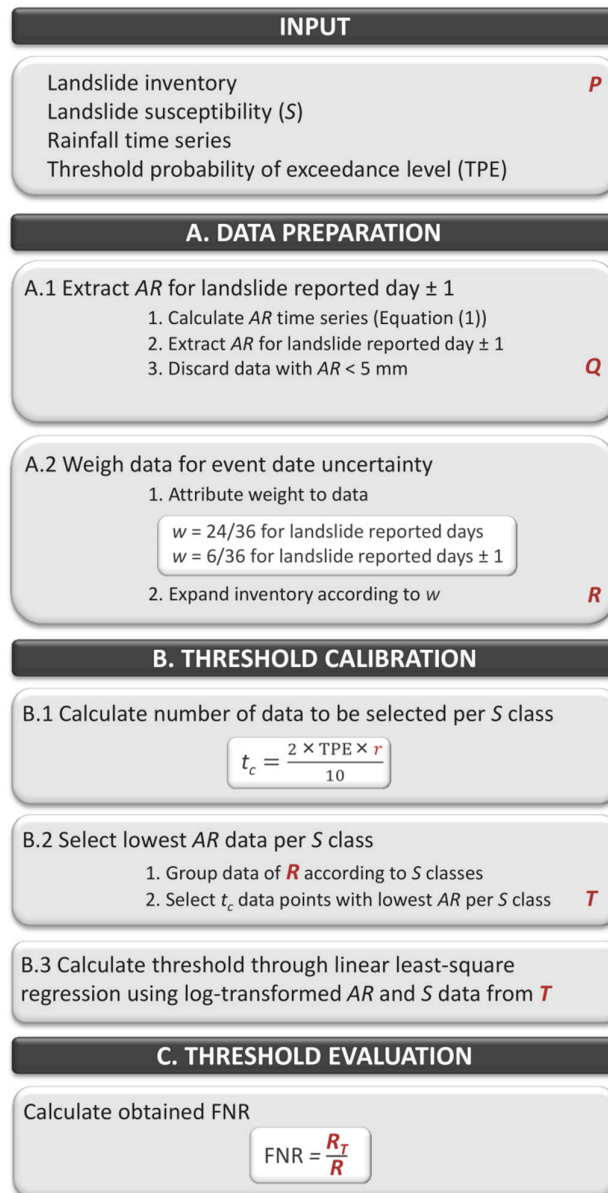 INPUT
Landslide inventory P
Landslide susceptibility (S)
Rainfall time series
Threshold probability of exceedance level (TPE)
A. DATA PREPARATION
A.1 Extract AR for landslide reported day ± 1
1. Calculate AR time series (Equation (1))
2. Extract AR for landslide reported day ± 1
3. Discard data with AR < 5 mm Q
A.2 Weigh data for event date uncertainty
1. Attribute weight to data
w = 24/36 for landslide reported days
w = 6/36 for landslide reported days ± 1
2. Expand inventory according to w R
B. THRESHOLD CALIBRATION
B.1 Calculate number of data to be selected per S class
t_c = (2 × TPE × r)/10
B.2 Select lowest AR data per S class
1. Group data of R according to S classes
2. Select t_c data points with lowest AR per S class T
B.3 Calculate threshold through linear least-square
regression using log-transformed AR and S data from T
C. THRESHOLD EVALUATION
Calculate obtained FNR
FNR = R_T/R